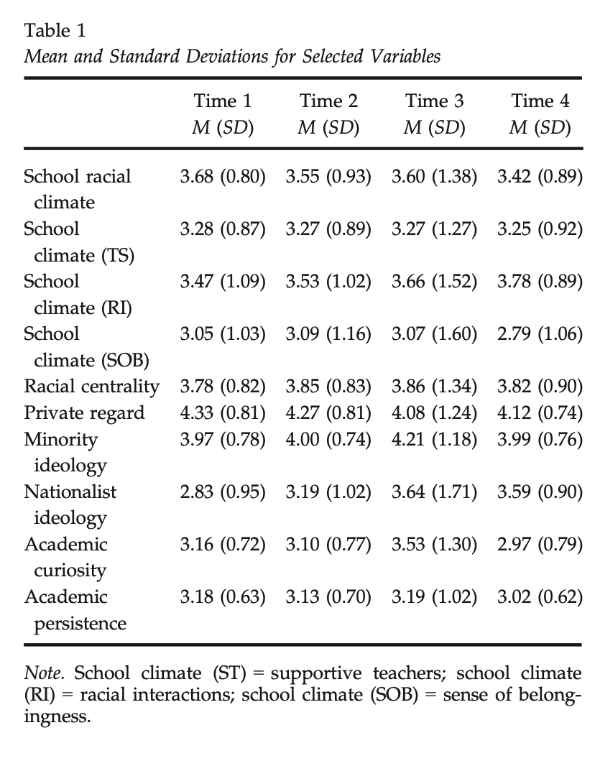 Table 1
Mean and Standard Deviations for Selected Variables
Time 1 Time 2 Time 3 Time 4
M (SD) M (SD) M (SD) M (SD)
School racial 3.68 (0.80) 3.55 (0.93) 3.60 (1.38) 3.42 (0.89)
climate
School 3.28 (0.87) 3.27 (0.89) 3.27 (1.27) 3.25 (0.92)
climate (TS)
School 3.47 (1.09) 3.53 (1.02) 3.66 (1.52) 3.78 (0.89)
climate (RI)
School 3.05 (1.03) 3.09 (1.16) 3.07 (1.60) 2.79 (1.06)
climate (SOB)
Racial centrality 3.78 (0.82) 3.85 (0.83) 3.86 (1.34) 3.82 (0.90)
Private regard 4.33 (0.81) 4.27 (0.81) 4.08 (1.24) 4.12 (0.74)
Minority 3.97 (0.78) 4.00 (0.74) 4.21 (1.18) 3.99 (0.76)
ideology
Nationalist 2.83 (0.95) 3.19 (1.02) 3.64 (1.71) 3.59 (0.90)
ideology
Academic 3.16 (0.72) 3.10 (0.77) 3.53 (1.30) 2.97 (0.79)
curiosity
Academic 3.18 (0.63) 3.13 (0.70) 3.19 (1.02) 3.02 (0.62)
persistence
Note. School climate (ST) = supportive teachers; school climate
(RI) = racial interactions; school climate (SOB) = sense of belong-
ingness.